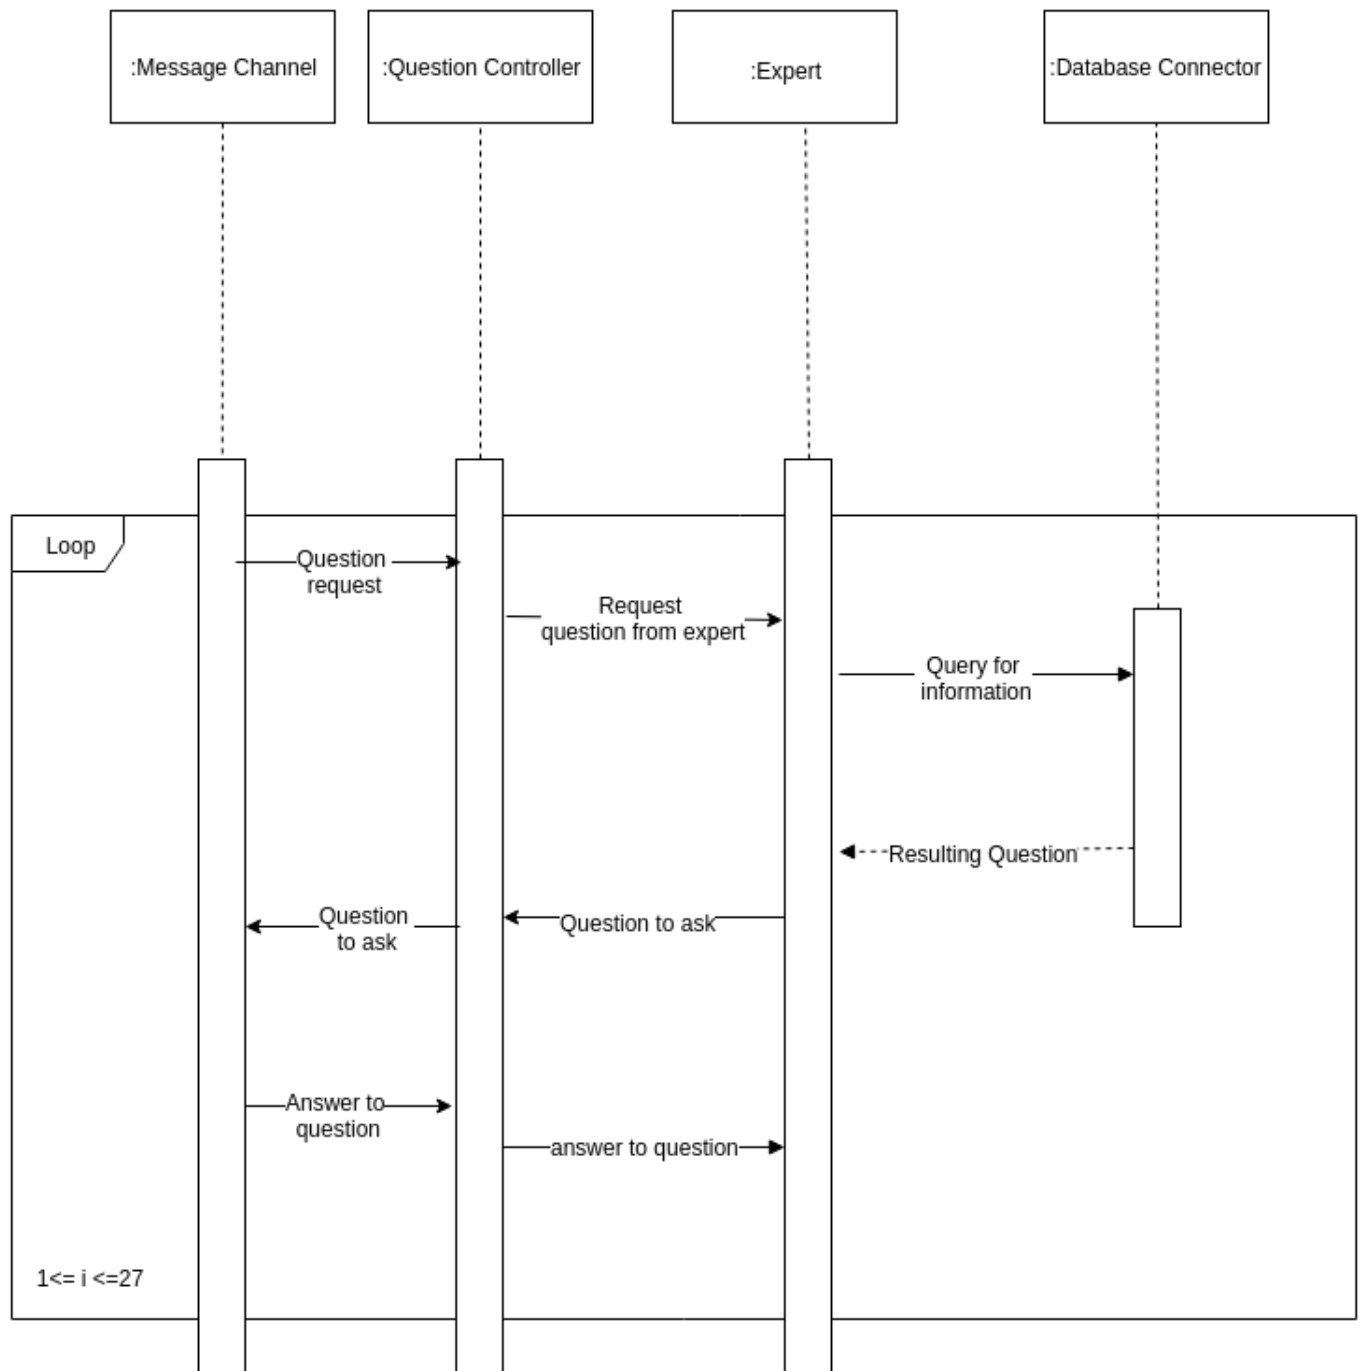 :Message Channel
:Question Controller
:Expert
:Database Connector
Loop
Question
request
Request
question from expert
Query for
information
Resulting Question
Question to ask
Question
to ask
Answer to
question
answer to question
1<= i <=27